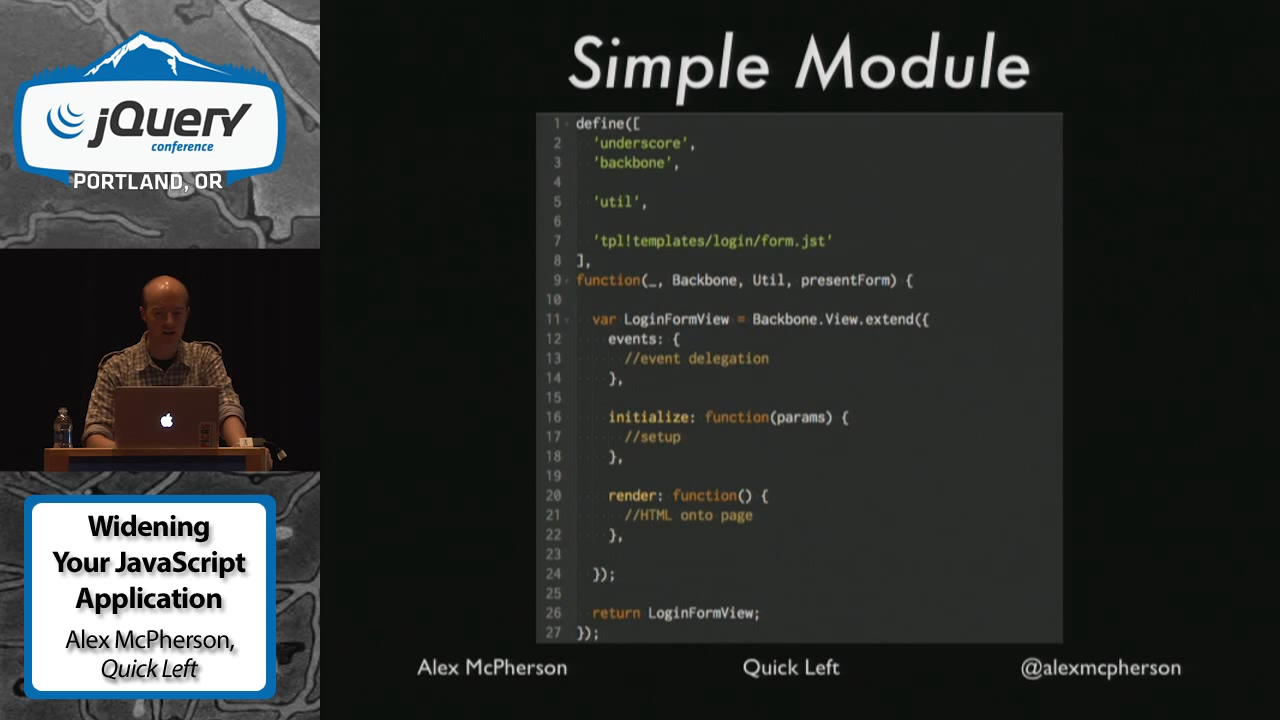 jQuery
conference
PORTLAND, OR
Widening
Your JavaScript
Application
Alex McPherson,
Quick Left
Simple Module
1 define([
2 'underscore',
3 'backbone',
4
5 'util',
6
7 'tpl!templates/login/form.jst'
8 ],
9 function(_, Backbone, Util, presentForm) {
10
11 var LoginFormView = Backbone.View.extend({
12 events: {
13 //event delegation
14 },
15
16 initialize: function(params) {
17 //setup
18 },
19
20 render: function() {
21 //HTML onto page
22 },
23
24 });
25
26 return LoginFormView;
27 });
Alex McPherson
Quick Left
@alexmcpherson